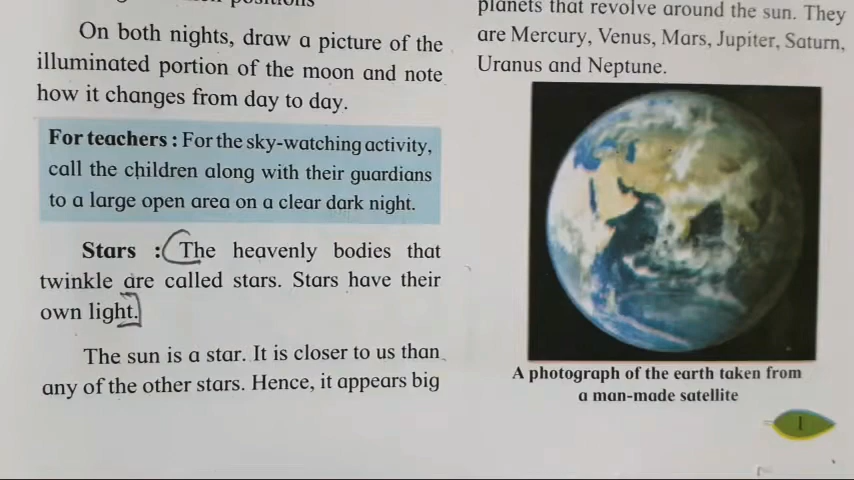 positions
On both nights, draw a picture of the
illuminated portion of the moon and note
how it changes from day to day.
For teachers : For the sky-watching activity,
call the children along with their guardians
to a large open area on a clear dark night.
Stars : The heavenly bodies that
twinkle are called stars. Stars have their
own light.
The sun is a star. It is closer to us than
any of the other stars. Hence, it appears big
planets that revolve around the sun. They
are Mercury, Venus, Mars, Jupiter, Saturn,
Uranus and Neptune.
A photograph of the earth taken from
a man-made satellite
1